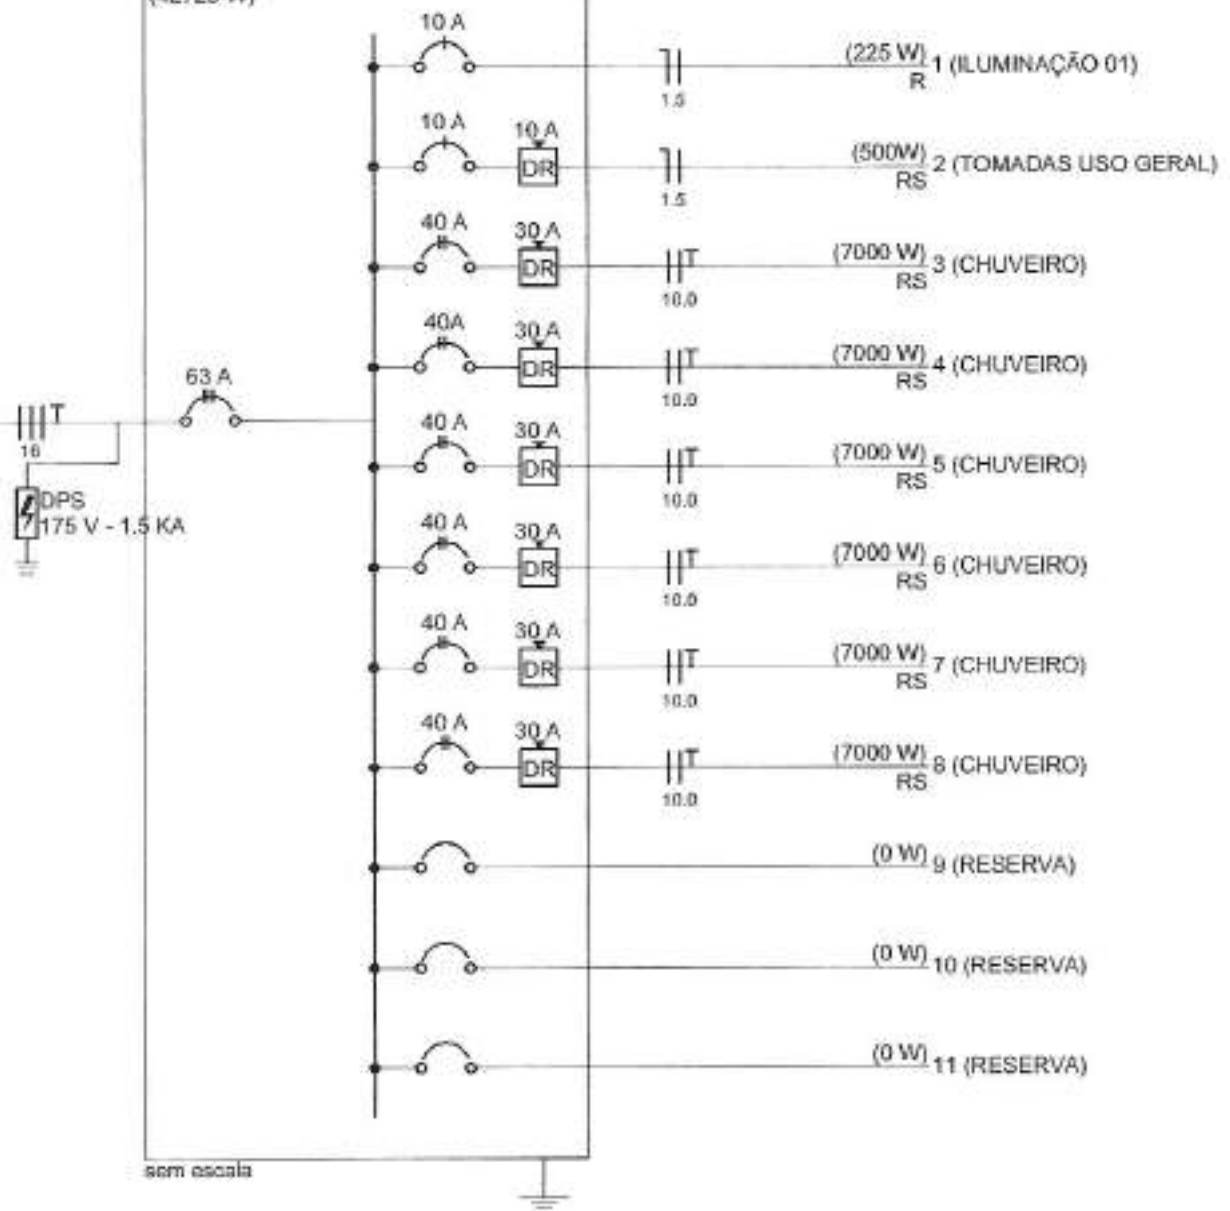 10 A
(225 W) 1 (ILUMINAÇÃO 01)
R
1.5
10 A
10 A
DR
(500W) 2 (TOMADAS USO GERAL)
RS
1.5
40 A
30 A
DR
(7000 W) 3 (CHUVEIRO)
RS
10.0
40A
30 A
DR
(7000 W) 4 (CHUVEIRO)
RS
10.0
63 A
T
16
DPS
175 V - 1.5 KA
40 A
30 A
DR
(7000 W) 5 (CHUVEIRO)
RS
10.0
40 A
30 A
DR
(7000 W) 6 (CHUVEIRO)
RS
10.0
40 A
30 A
DR
(7000 W) 7 (CHUVEIRO)
RS
10.0
40 A
30 A
DR
(7000 W) 8 (CHUVEIRO)
RS
10.0
(0 W) 9 (RESERVA)
(0 W) 10 (RESERVA)
(0 W) 11 (RESERVA)
sem escala